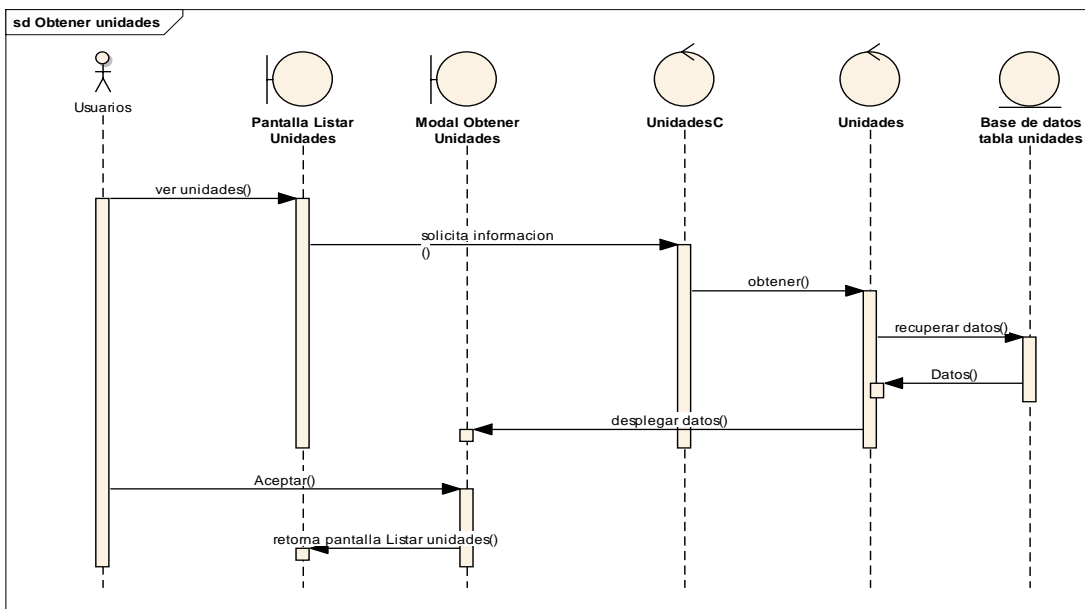 sd Obtener unidades
Usuarios
Pantalla Listar
Unidades
Modal Obtener
Unidades
UnidadesC
Unidades
Base de datos
tabla unidades
ver unidades()
solicita informacion
()
obtener()
recuperar datos()
Datos()
desplegar datos()
Aceptar()
retorna pantalla Listar unidades()